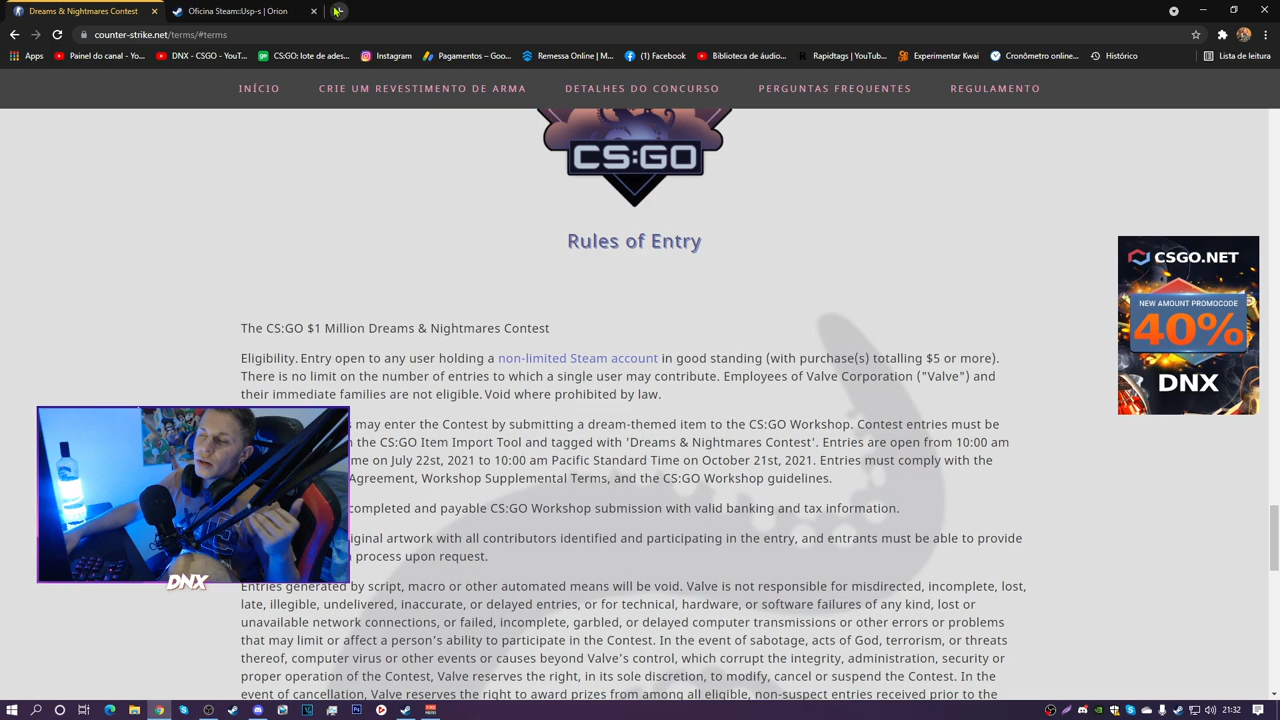 Dreams & Nightmares Contest
Oficina Steam::Usp-s | Orion
counter-strike.net/terms/#terms
Apps
Painel do canal - Yo...
DNX - CSGO - YouT...
CS:GO: lote de ades...
Instagram
Pagamentos – Goo...
Remessa Online | M...
(1) Facebook
Biblioteca de áudio...
Rapidtags | YouTub...
Experimentar Kwai
Cronômetro online...
Histórico
Lista de leitura
INÍCIO
CRIE UM REVESTIMENTO DE ARMA
DETALHES DO CONCURSO
PERGUNTAS FREQUENTES
REGULAMENTO
CS:GO
Rules of Entry
CSGO.NET
NEW AMOUNT PROMOCODE
40%
DNX
The CS:GO $1 Million Dreams & Nightmares Contest
Eligibility. Entry open to any user holding a non-limited Steam account in good standing (with purchase(s) totalling $5 or more).
There is no limit on the number of entries to which a single user may contribute. Employees of Valve Corporation ("Valve") and
their immediate families are not eligible. Void where prohibited by law.
may enter the Contest by submitting a dream-themed item to the CS:GO Workshop. Contest entries must be
the CS:GO Item Import Tool and tagged with 'Dreams & Nightmares Contest'. Entries are open from 10:00 am
me on July 22st, 2021 to 10:00 am Pacific Standard Time on October 21st, 2021. Entries must comply with the
Agreement, Workshop Supplemental Terms, and the CS:GO Workshop guidelines.
completed and payable CS:GO Workshop submission with valid banking and tax information.
iginal artwork with all contributors identified and participating in the entry, and entrants must be able to provide
process upon request.
DNX
Entries generated by script, macro or other automated means will be void. Valve is not responsible for misdirected, incomplete, lost,
late, illegible, undelivered, inaccurate, or delayed entries, or for technical, hardware, or software failures of any kind, lost or
unavailable network connections, or failed, incomplete, garbled, or delayed computer transmissions or other errors or problems
that may limit or affect a person's ability to participate in the Contest. In the event of sabotage, acts of God, terrorism, or threats
thereof, computer virus or other events or causes beyond Valve's control, which corrupt the integrity, administration, security or
proper operation of the Contest, Valve reserves the right, in its sole discretion, to modify, cancel or suspend the Contest. In the
event of cancellation, Valve reserves the right to award prizes from among all eligible, non-suspect entries received prior to the
21:32